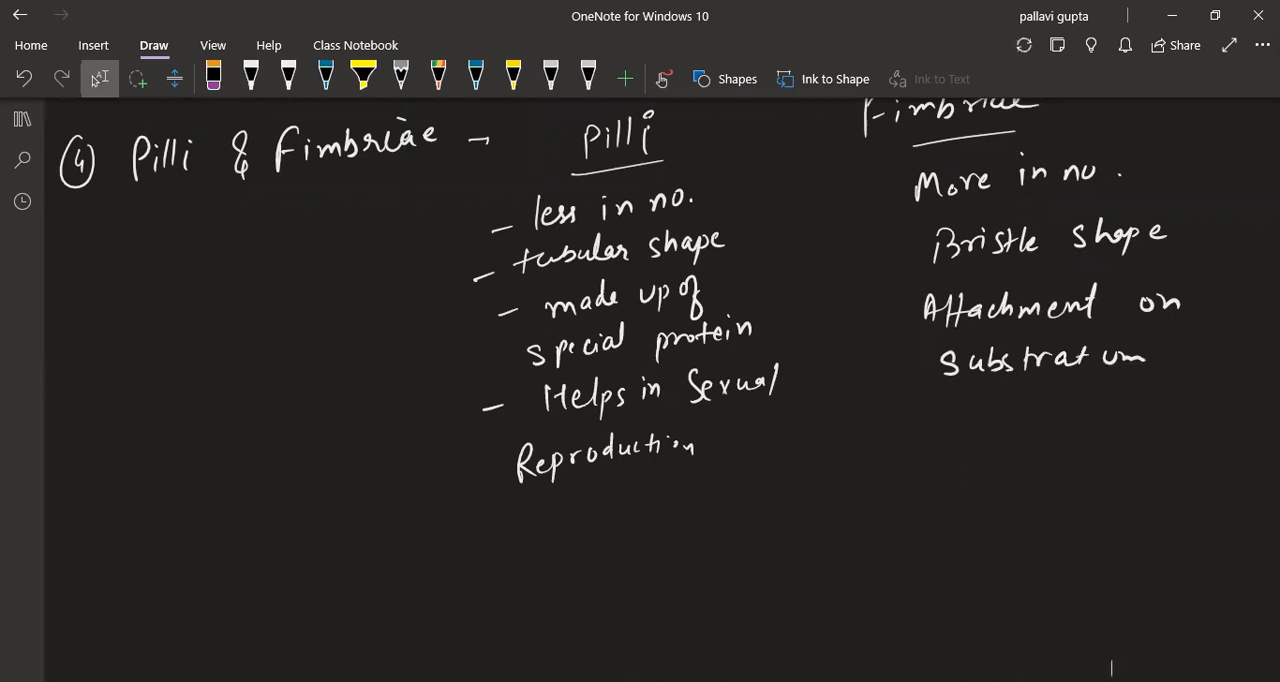 OneNote for Windows 10
pallavi gupta
Home Insert Draw View Help Class Notebook
Share
Shapes
Ink to Shape
Ink to Text
4 Pilli & Fimbriae -
Pilli
- less in no.
- tubular shape
- made up of
special protein
- Helps in Sexual
Reproduction
Fimbriae
More in no.
Bristle shape
Attachment on
substratum